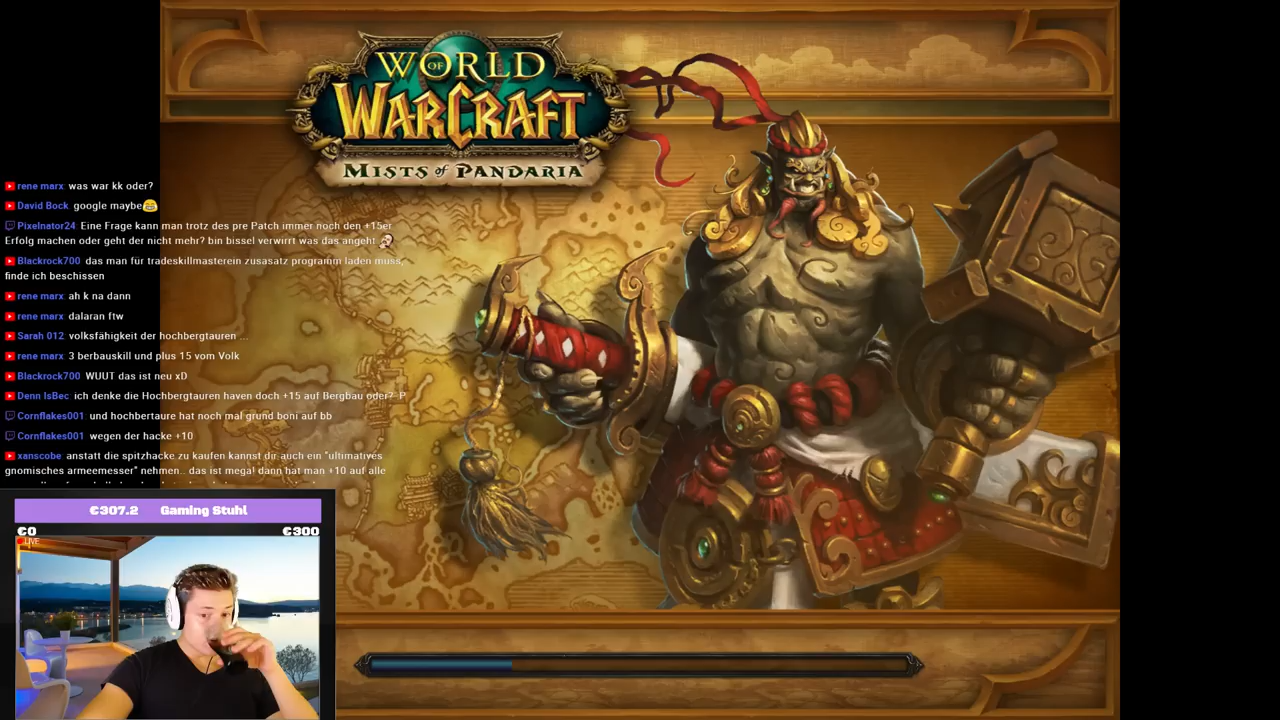 WORLD
OF
WARCRAFT
MISTS of PANDARIA
rene marx was war kk oder?
David Bock google maybe😂
Pixelnator24 Eine Frage kann man trotz des pre Patch immer noch den +15er
Erfolg machen oder geht der nicht mehr? bin bissel verwirrt was das angeht
Blackrock700 das man für tradeskillmasterein zusasatz programm laden muss,
finde ich beschissen
rene marx ah k na dann
rene marx dalaran ftw
Sarah 012 volksfähigkeit der hochbergtauren ...
rene marx 3 berbauskill und plus 15 vom Volk
Blackrock700 WUUT das ist neu xD
Denn IsBec ich denke die Hochbergtauren haven doch +15 auf Bergbau oder?:P
Cornflakes001 und hochbertaure hat noch mal grund boni auf bb
Cornflakes001 wegen der hacke +10
xanscobe anstatt die spitzhacke zu kaufen kannst dir auch ein "ultimatives
gnomisches armeemesser" nehmen.. das ist mega! dann hat man +10 auf alle
€307.2 Gaming Stuhl
€0 €300
LIVE